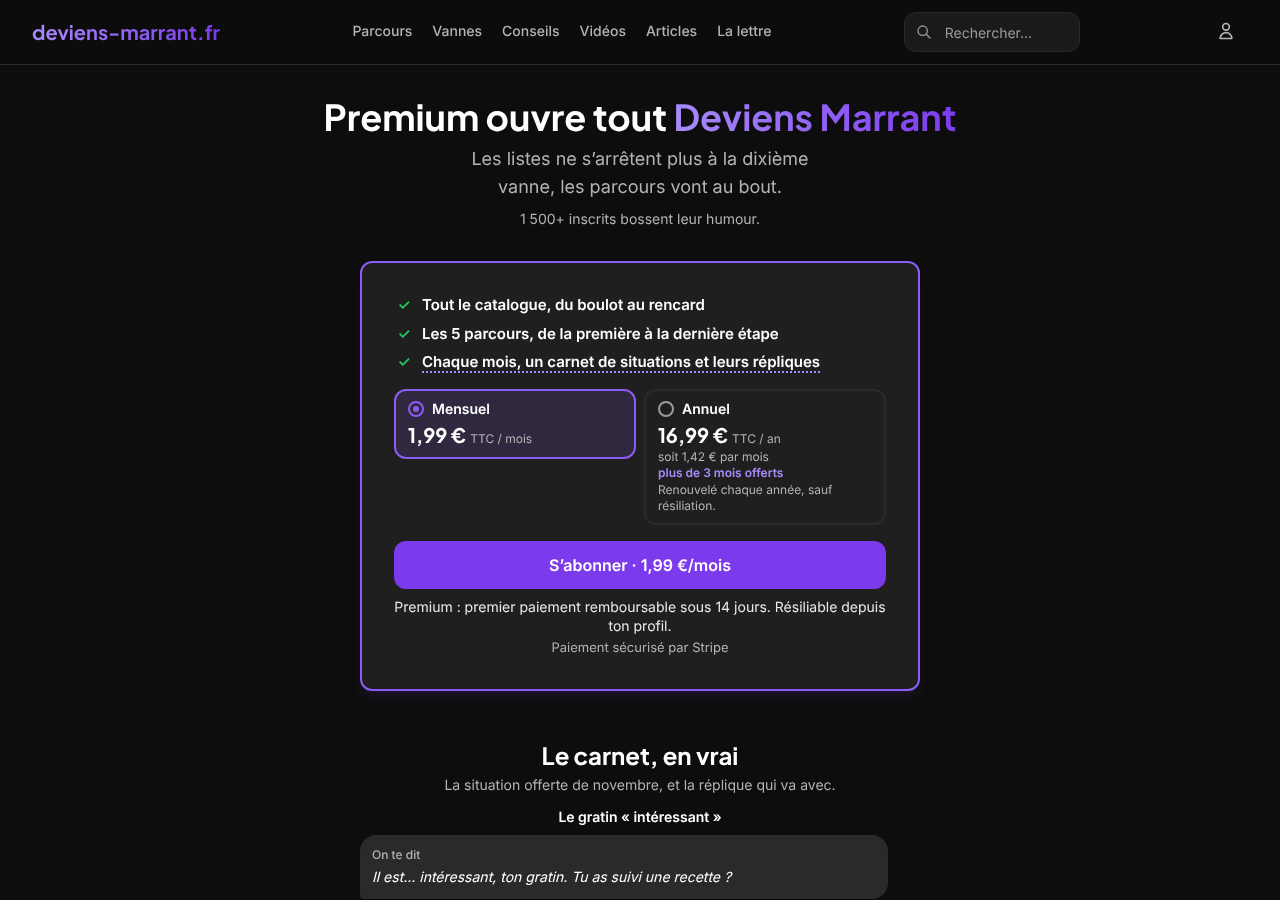 deviens-marrant.fr
Parcours
Vannes
Conseils
Vidéos
Articles
La lettre
Rechercher...
Premium ouvre tout Deviens Marrant
Les listes ne s’arrêtent plus à la dixième
vanne, les parcours vont au bout.
1 500+ inscrits bossent leur humour.
Tout le catalogue, du boulot au rencard
Les 5 parcours, de la première à la dernière étape
Chaque mois, un carnet de situations et leurs répliques
Mensuel
1,99 € TTC / mois
Annuel
16,99 € TTC / an
soit 1,42 € par mois
plus de 3 mois offerts
Renouvelé chaque année, sauf
résiliation.
S’abonner · 1,99 €/mois
Premium : premier paiement remboursable sous 14 jours. Résiliable depuis
ton profil.
Paiement sécurisé par Stripe
Le carnet, en vrai
La situation offerte de novembre, et la réplique qui va avec.
Le gratin « intéressant »
On te dit
Il est… intéressant, ton gratin. Tu as suivi une recette ?